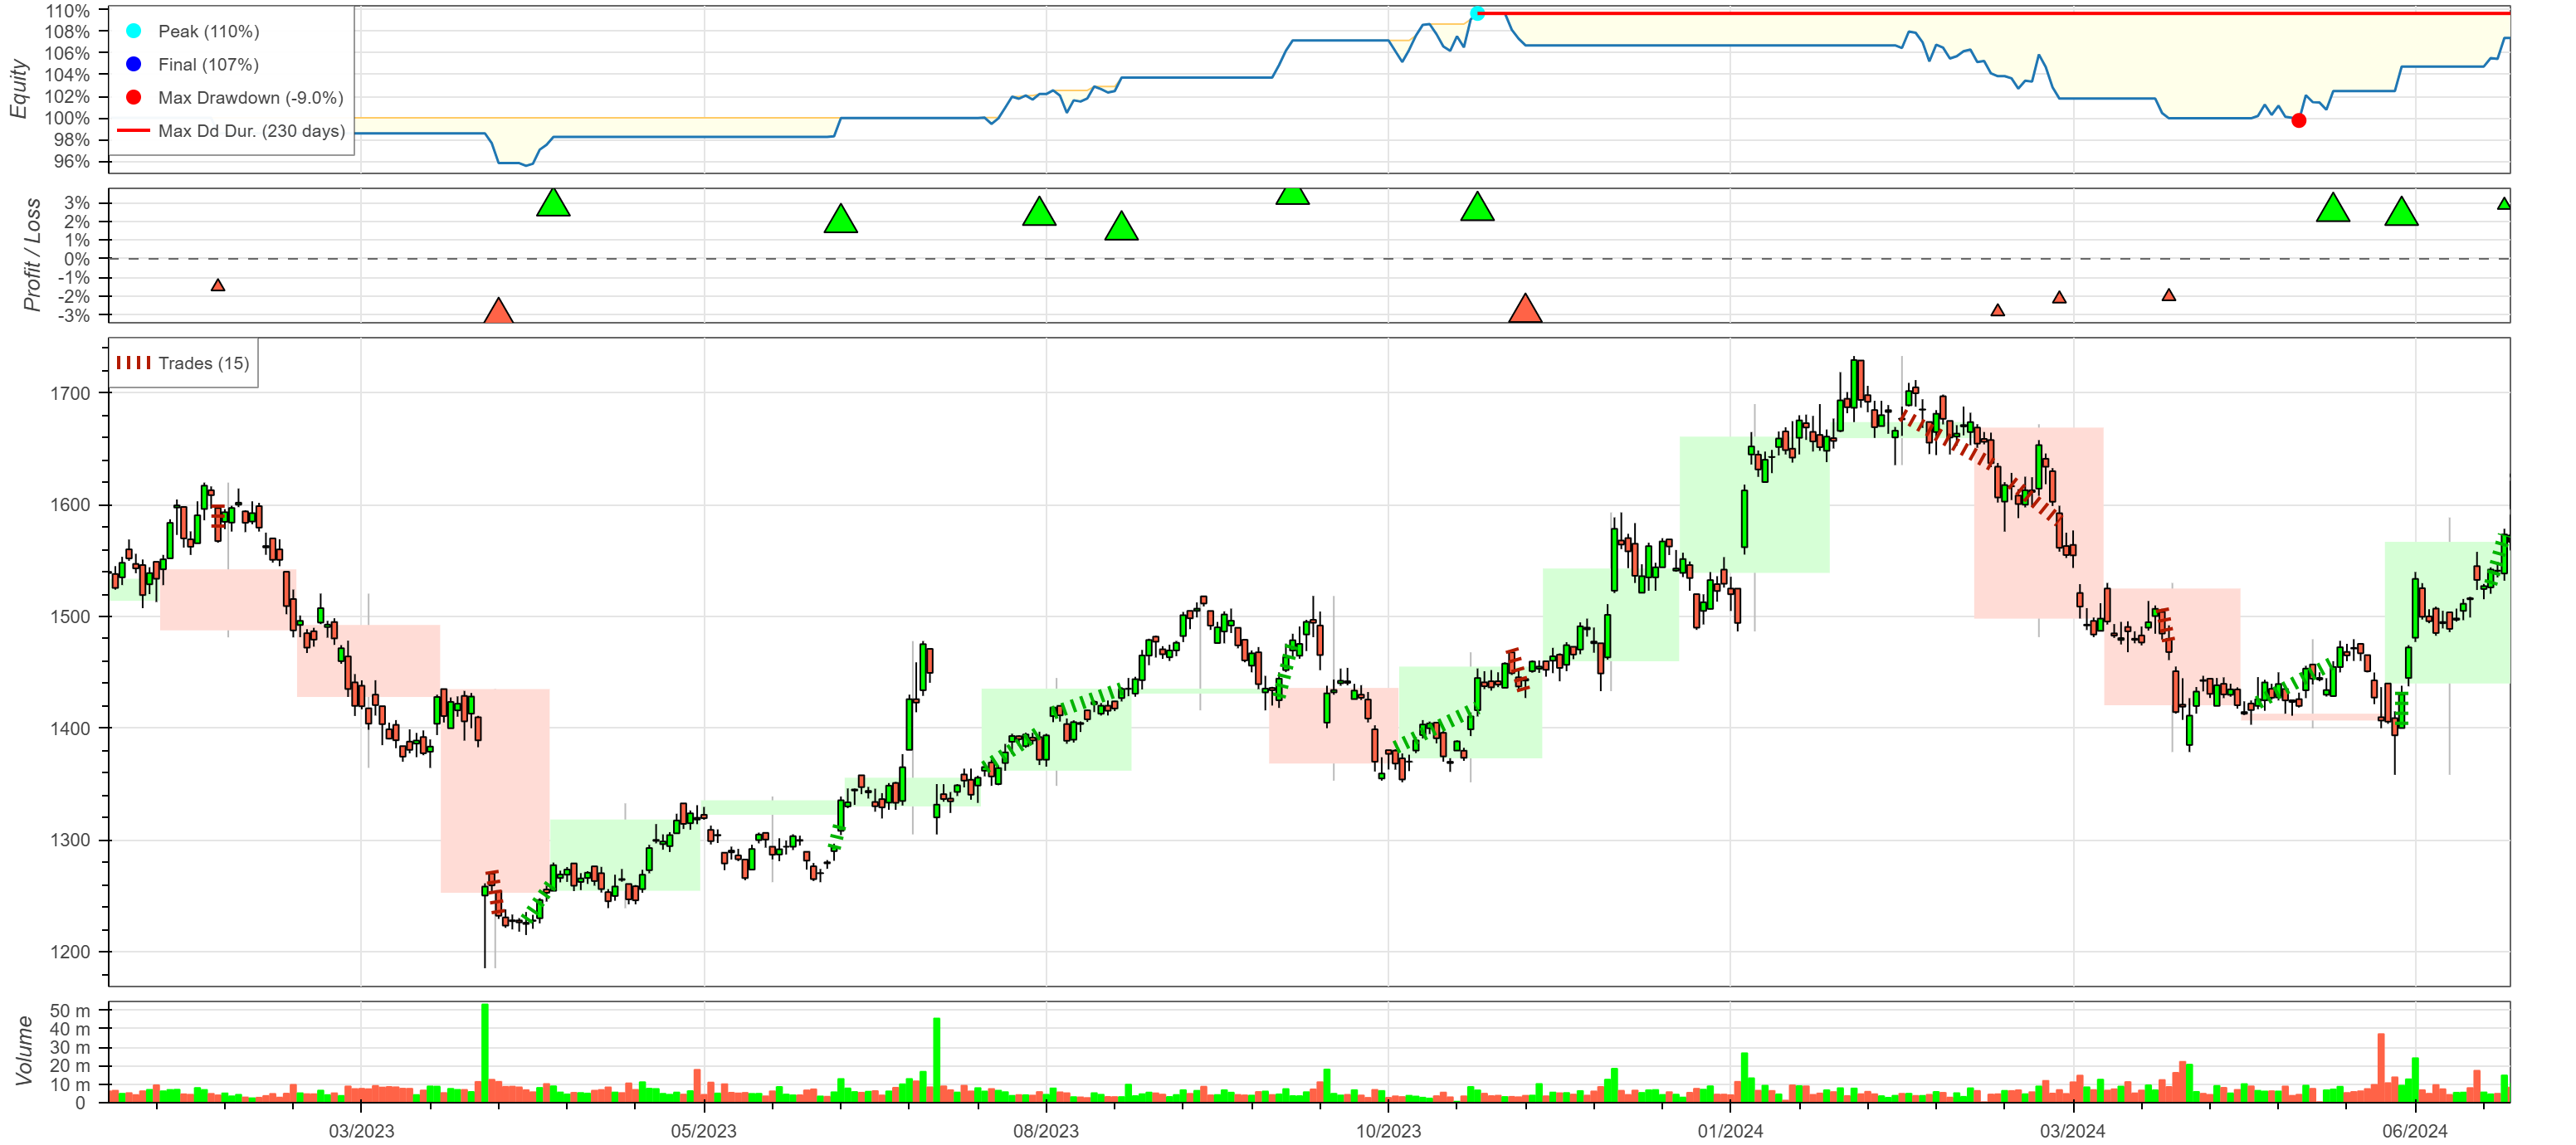 110%
108%
106%
104%
102%
100%
98%
96%
Equity
Peak (110%)
Final (107%)
Max Drawdown (-9.0%)
Max Dd Dur. (230 days)
3%
2%
1%
0%
-1%
-2%
-3%
Profit / Loss
Trades (15)
1700
1600
1500
1400
1300
1200
50 m
40 m
30 m
20 m
10 m
0
Volume
03/2023
05/2023
08/2023
10/2023
01/2024
03/2024
06/2024